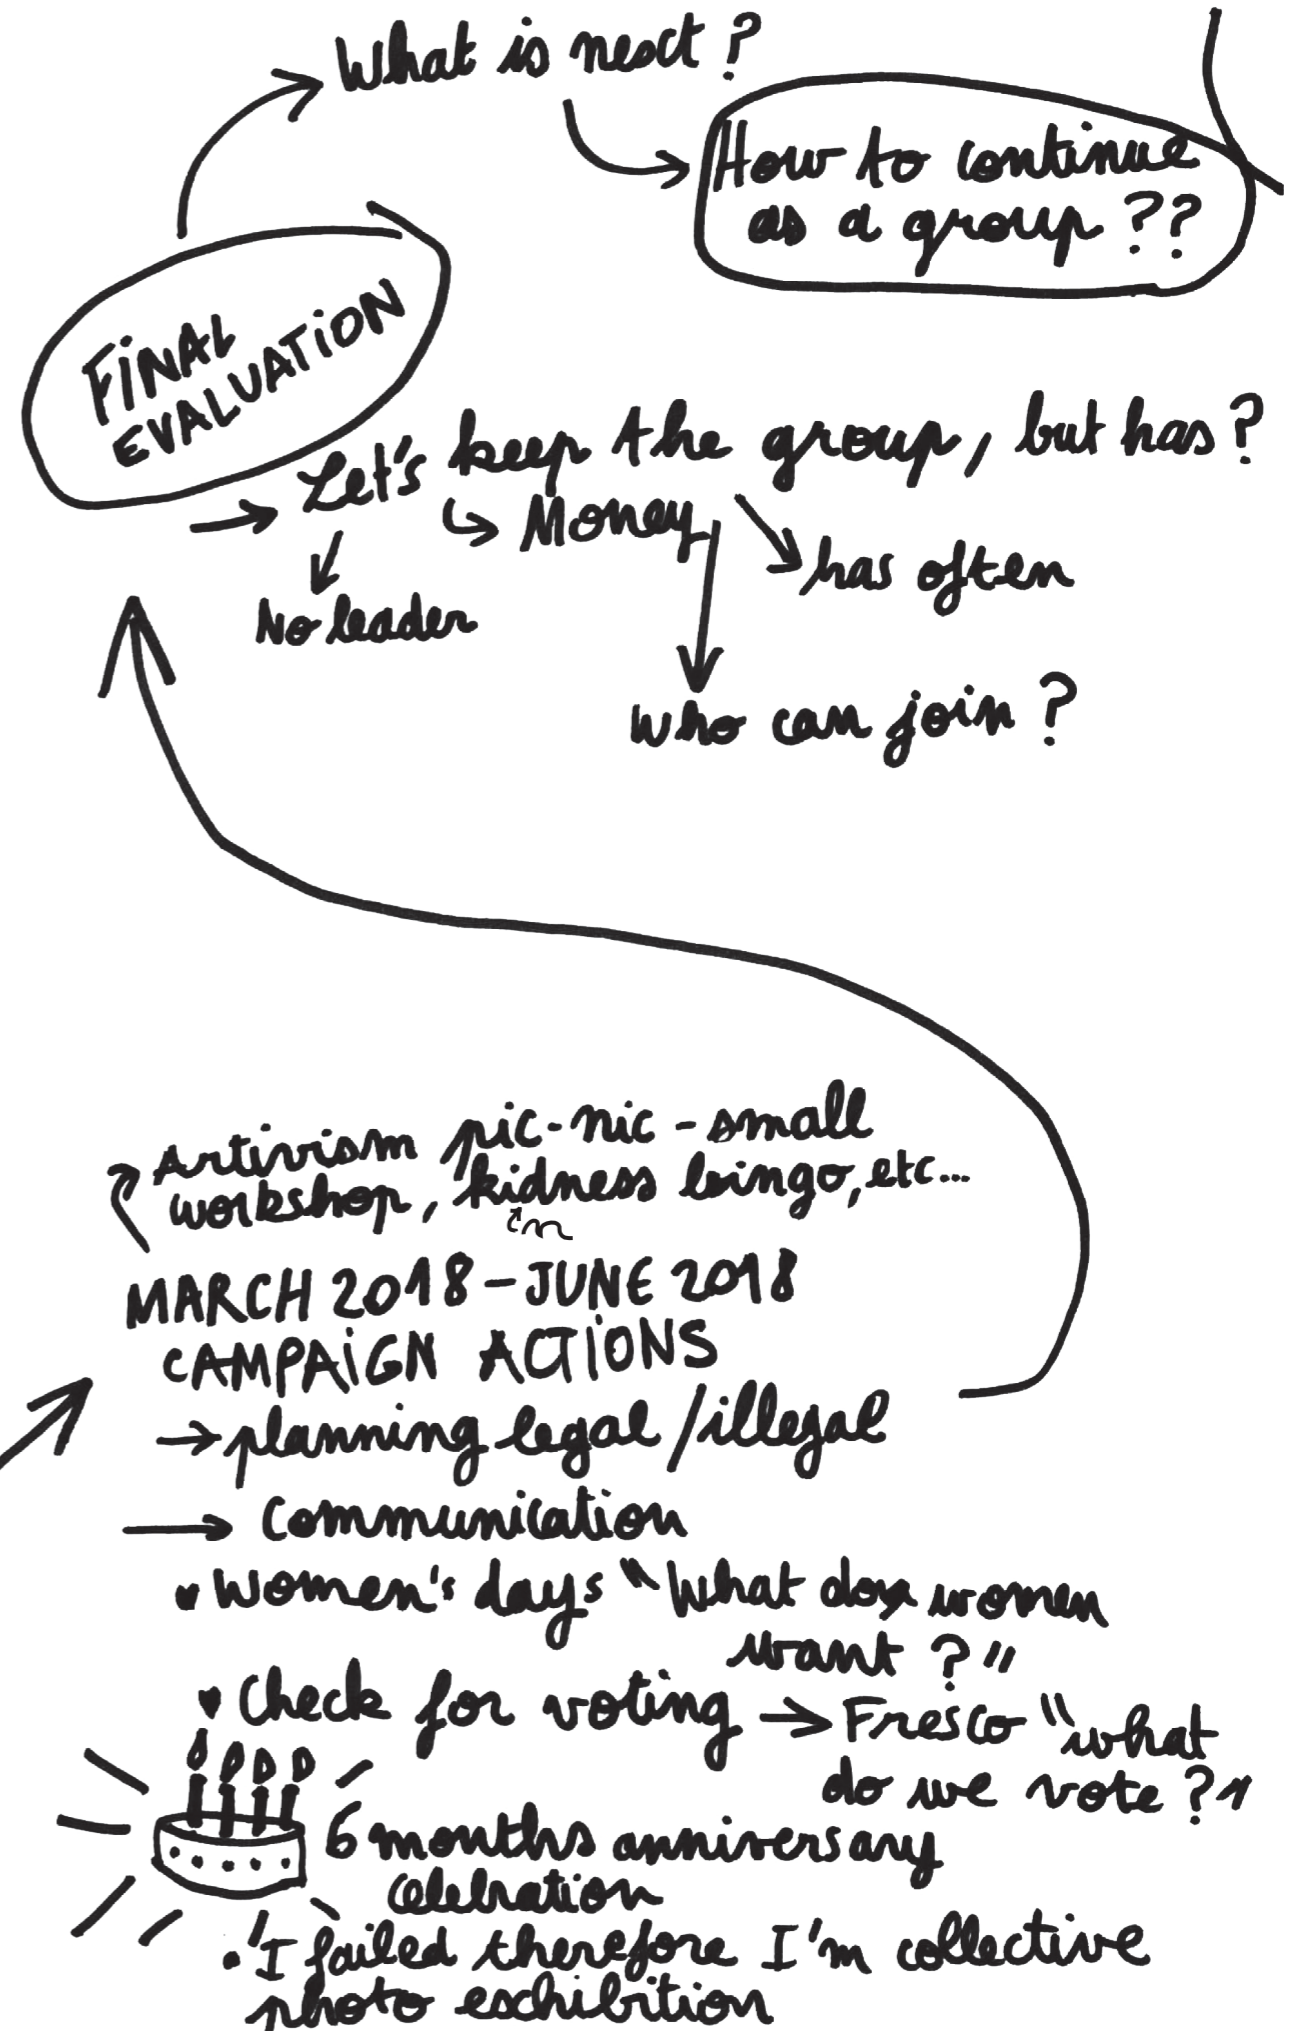 What is next ?
How to continue
as a group ??
FINAL
EVALUATION
→ Let's keep the group, but has ?
↳ Money
has often
No leader
Who can join ?
Artivism pic-nic - small
workshop, kidness bingo, etc...
n
MARCH 2018 - JUNE 2018
CAMPAIGN ACTIONS
→ planning legal / illegal
→ Communication
• Women's days "What do women
want ?"
• Check for voting → Fresco "what
do we vote ?"
6 months anniversary
celebration
• 'I failed therefore I'm collective
photo exhibition